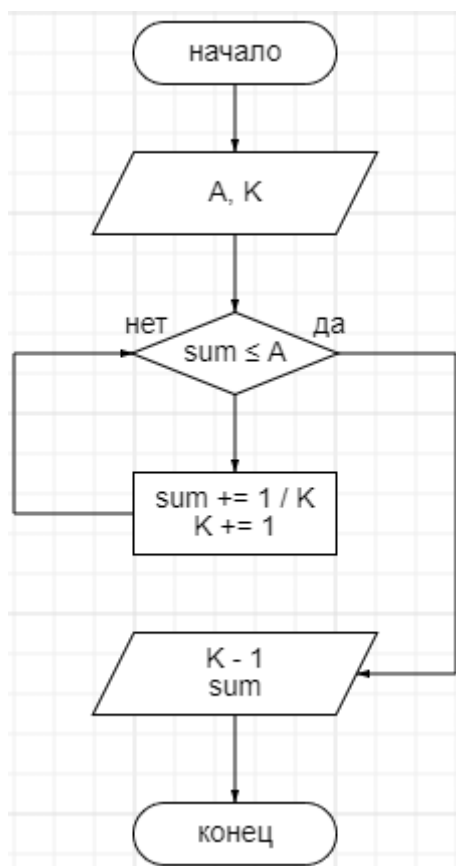 начало
A, K
нет
да
sum ≤ A
sum += 1 / K
K += 1
K - 1
sum
конец